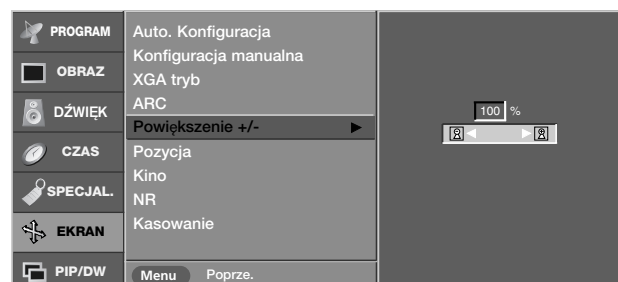 PROGRAM
OBRAZ
DŹWIĘK
CZAS
SPECJAL.
EKRAN
PIP/DW
Auto. Konfiguracja
Konfiguracja manualna
XGA tryb
ARC
Powiększenie +/-
Pozycja
Kino
NR
Kasowanie
Menu Poprze.
100 %